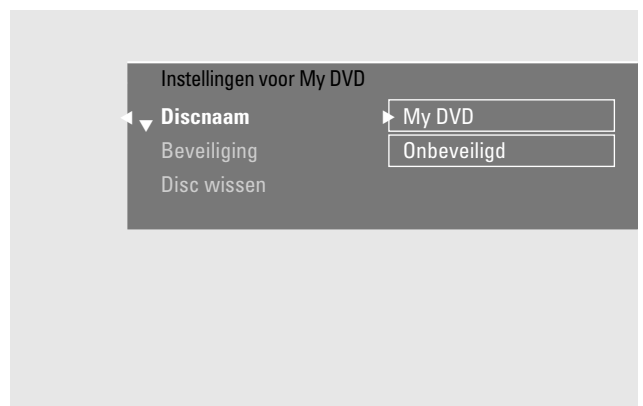 Instellingen voor My DVD
Discnaam My DVD
Beveiliging Onbeveiligd
Disc wissen